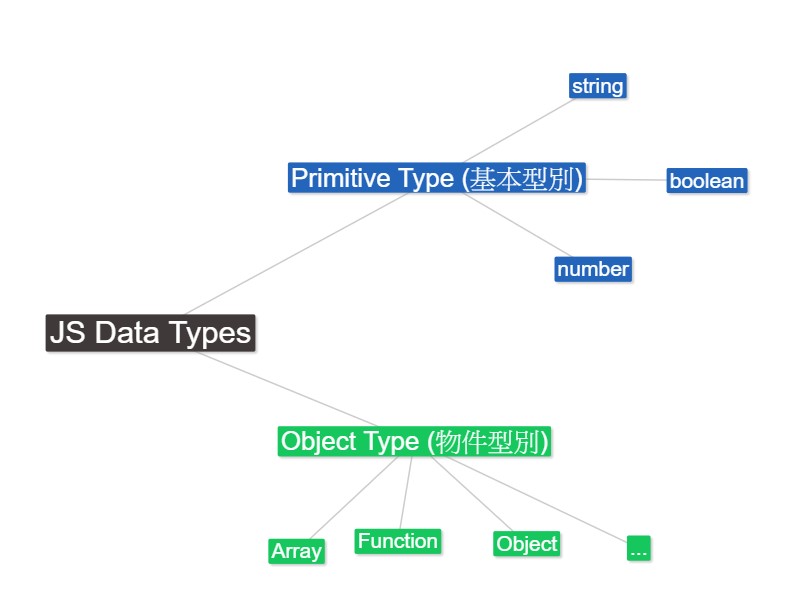 string
Primitive Type (基本型別)
boolean
number
JS Data Types
Object Type (物件型別)
Array
Function
Object
...